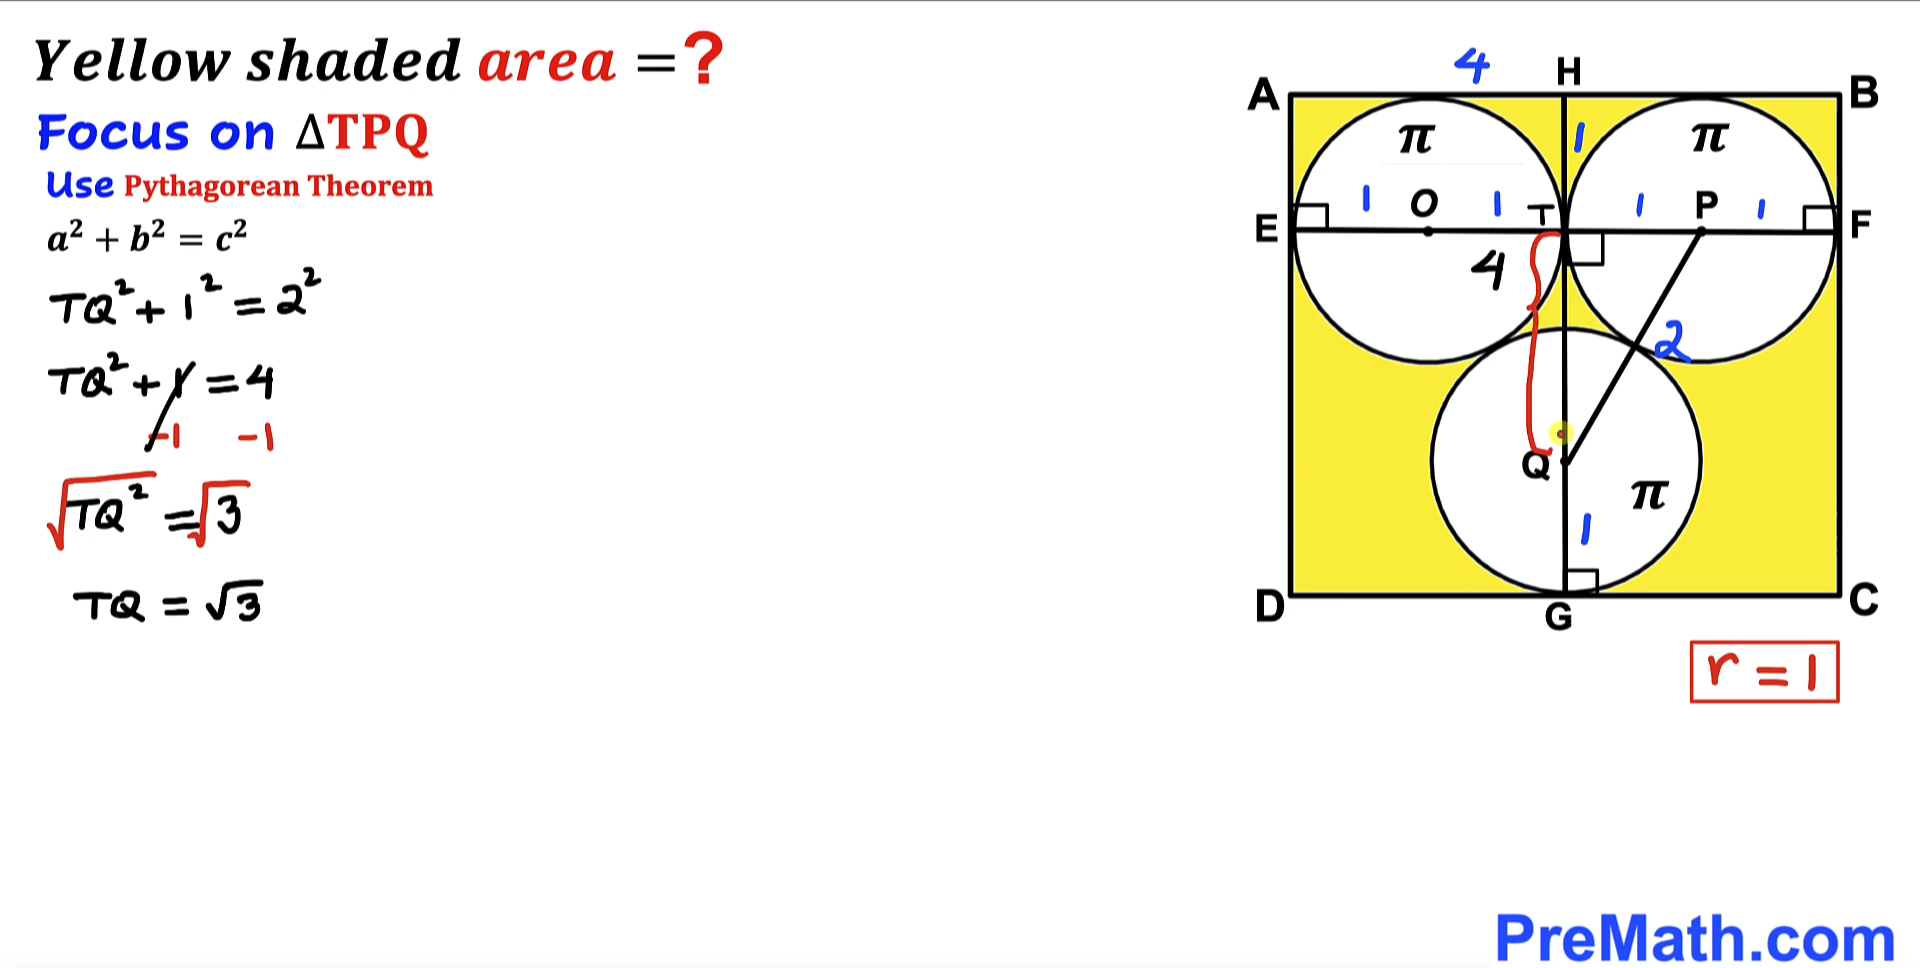 Yellow shaded area = ?
Focus on ΔTPQ
Use Pythagorean Theorem
a² + b² = c²
TQ² + 1² = 2²
TQ² + 1 = 4
-1 -1
√TQ² = √3
TQ = √3
4 H
A B
π 1 π
E 1 O 1 T 1 P 1 F
4
2
Q π
1
D G C
r = 1
PreMath.com